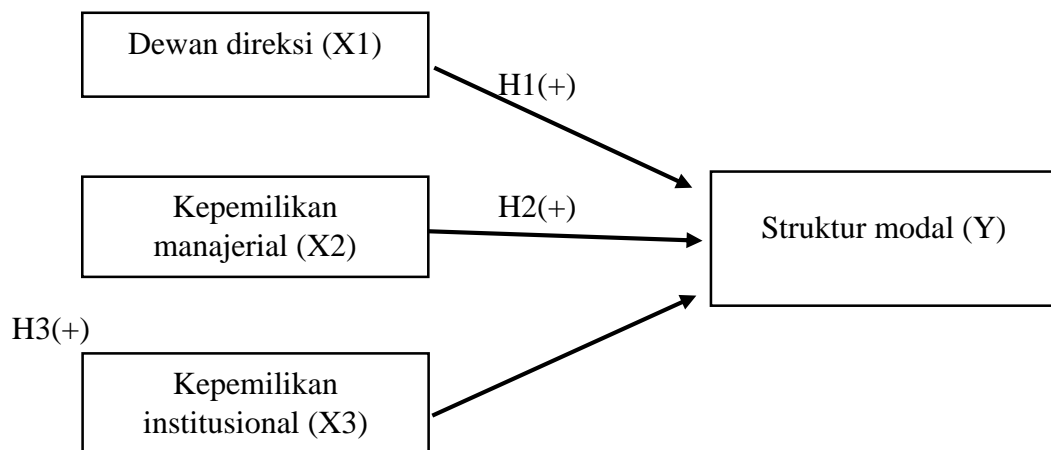 Dewan direksi (X1)
H1(+)
Kepemilikan
manajerial (X2)
H2(+)
Struktur modal (Y)
H3(+)
Kepemilikan
institusional (X3)